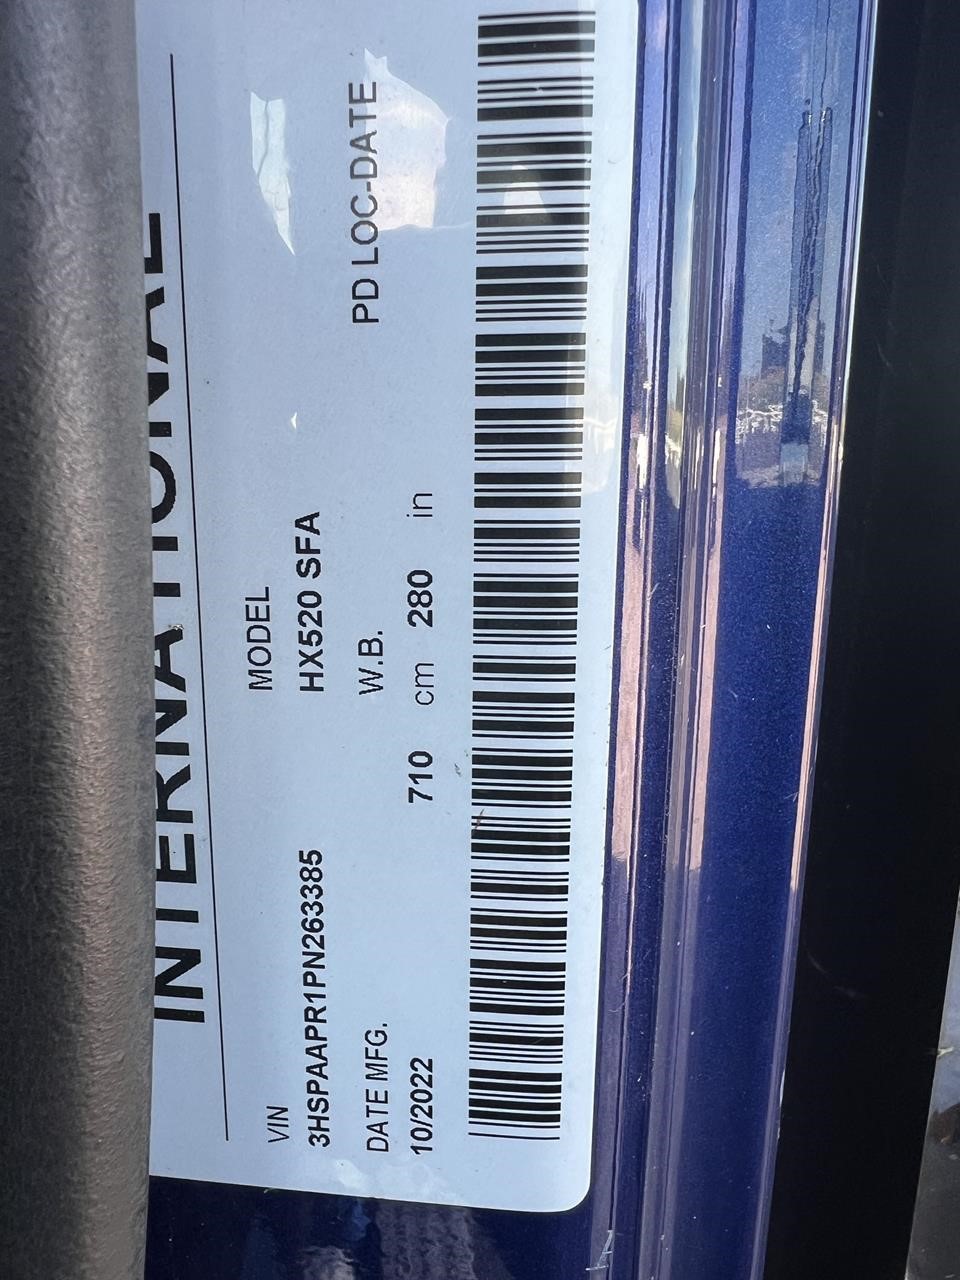 INTERNATIONAL
VIN MODEL
3HSPAAPR1PN263385 HX520 SFA
DATE MFG. W.B. PD LOC-DATE
10/2022 710 cm 280 in